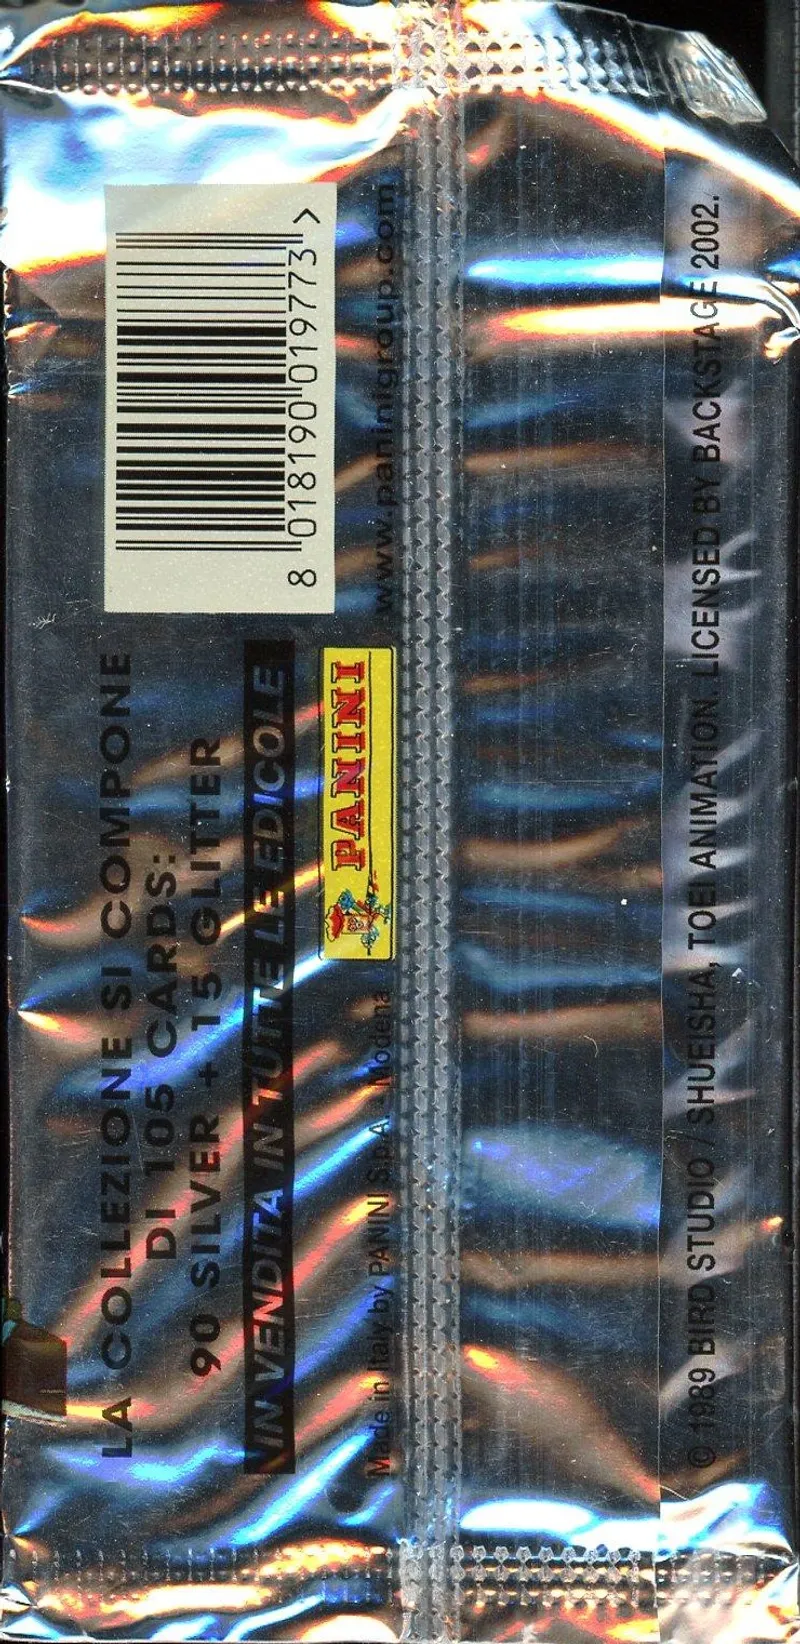 LA COLLEZIONE SI COMPONE
DI 105 CARDS:
90 SILVER + 15 GLITTER
IN VENDITA IN TUTTE LE EDICOLE
8 018190 019773 >
PANINI
Made in Italy by PANINI S.p.A. - Modena
www.paninigroup.com
© 1989 BIRD STUDIO / SHUEISHA, TOEI ANIMATION. LICENSED BY BACKSTAGE 2002.